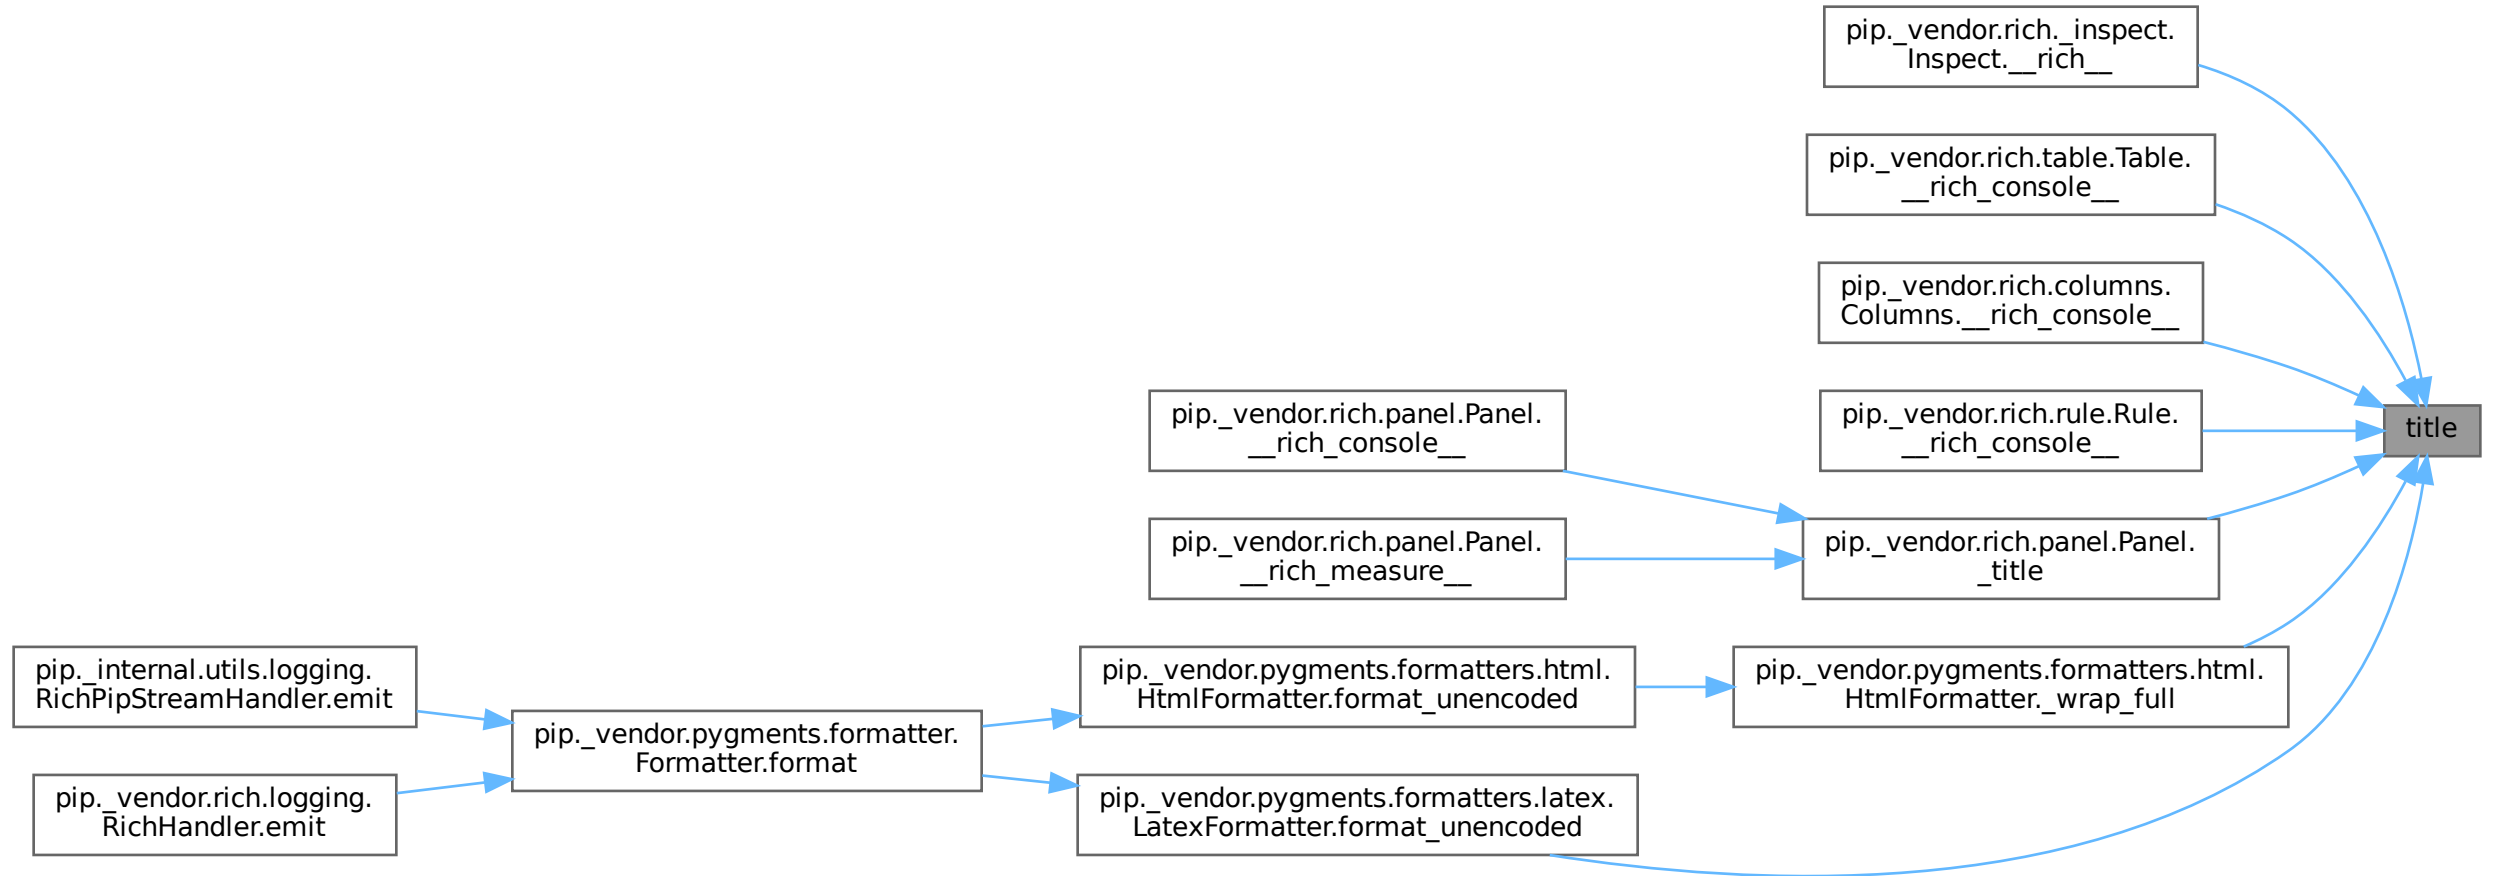 pip._vendor.rich._inspect.
Inspect.__rich__
pip._vendor.rich.table.Table.
__rich_console__
pip._vendor.rich.columns.
Columns.__rich_console__
pip._vendor.rich.panel.Panel.
__rich_console__
pip._vendor.rich.rule.Rule.
__rich_console__
title
pip._vendor.rich.panel.Panel.
__rich_measure__
pip._vendor.rich.panel.Panel.
_title
pip._internal.utils.logging.
RichPipStreamHandler.emit
pip._vendor.pygments.formatters.html.
HtmlFormatter.format_unencoded
pip._vendor.pygments.formatters.html.
HtmlFormatter._wrap_full
pip._vendor.pygments.formatter.
Formatter.format
pip._vendor.rich.logging.
RichHandler.emit
pip._vendor.pygments.formatters.latex.
LatexFormatter.format_unencoded